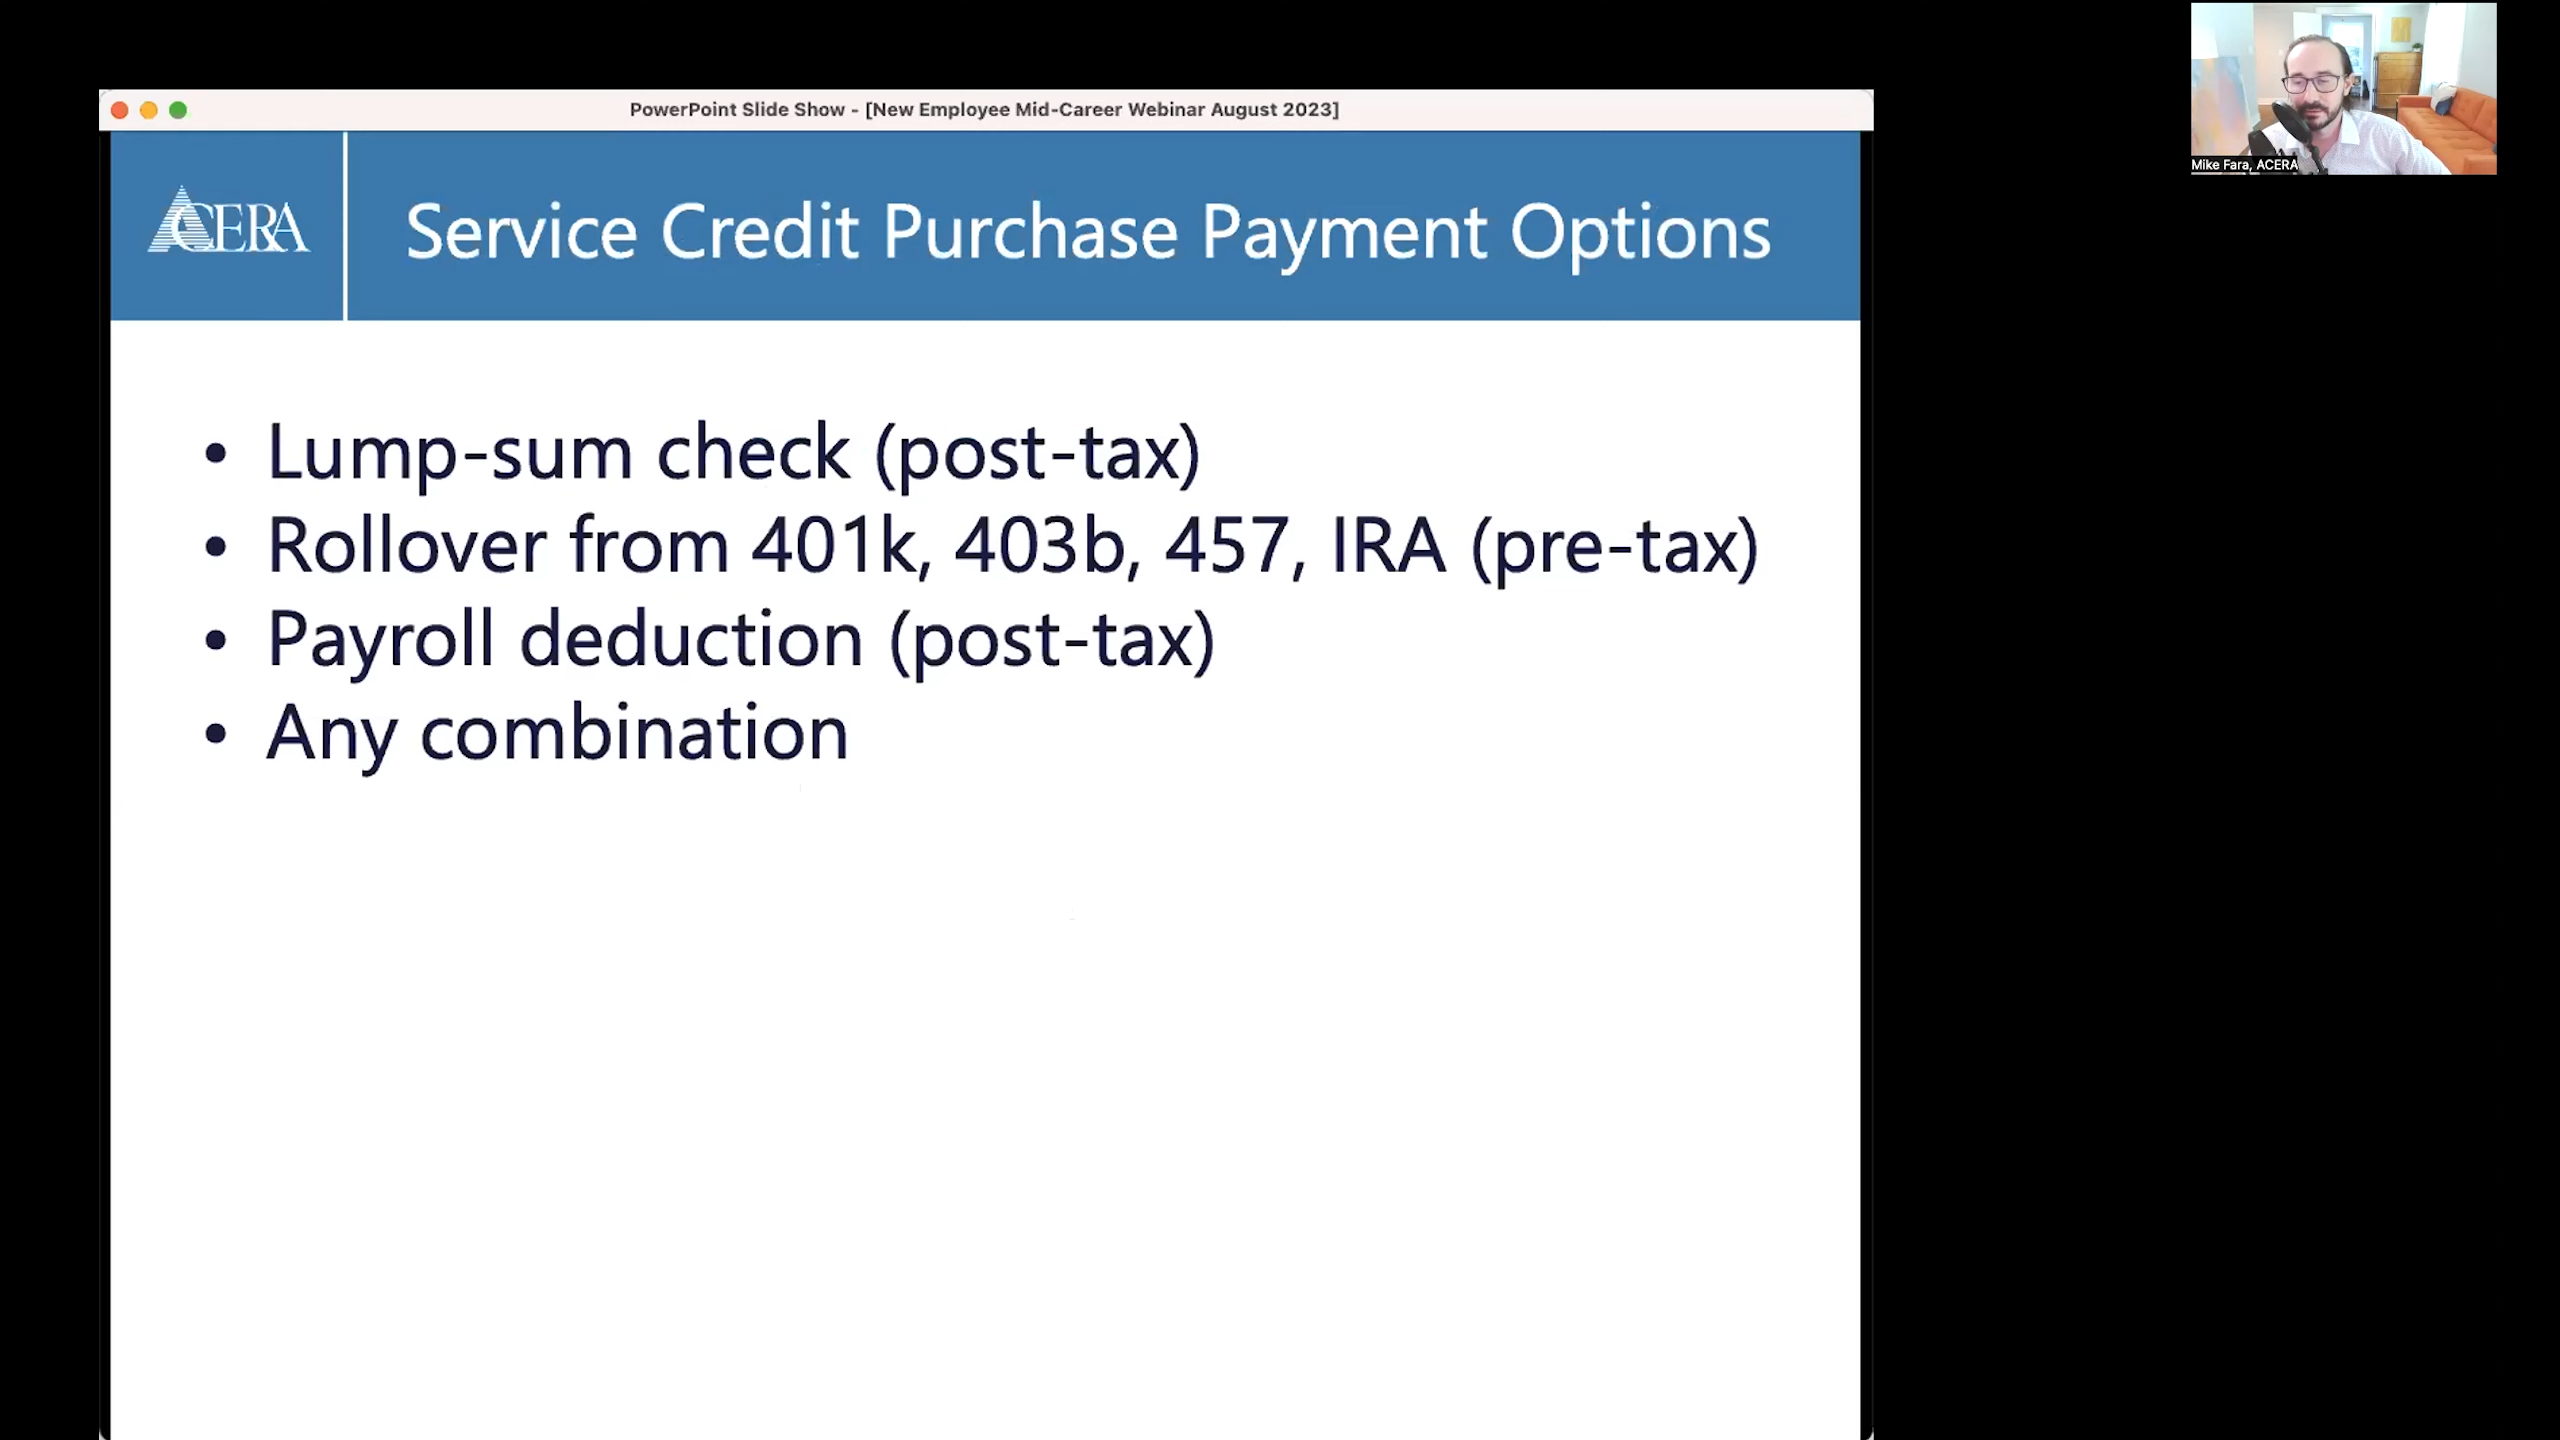 PowerPoint Slide Show - [New Employee Mid-Career Webinar August 2023]
Mike Fara, ACERA
ACERA
Service Credit Purchase Payment Options
• Lump-sum check (post-tax)
• Rollover from 401k, 403b, 457, IRA (pre-tax)
• Payroll deduction (post-tax)
• Any combination